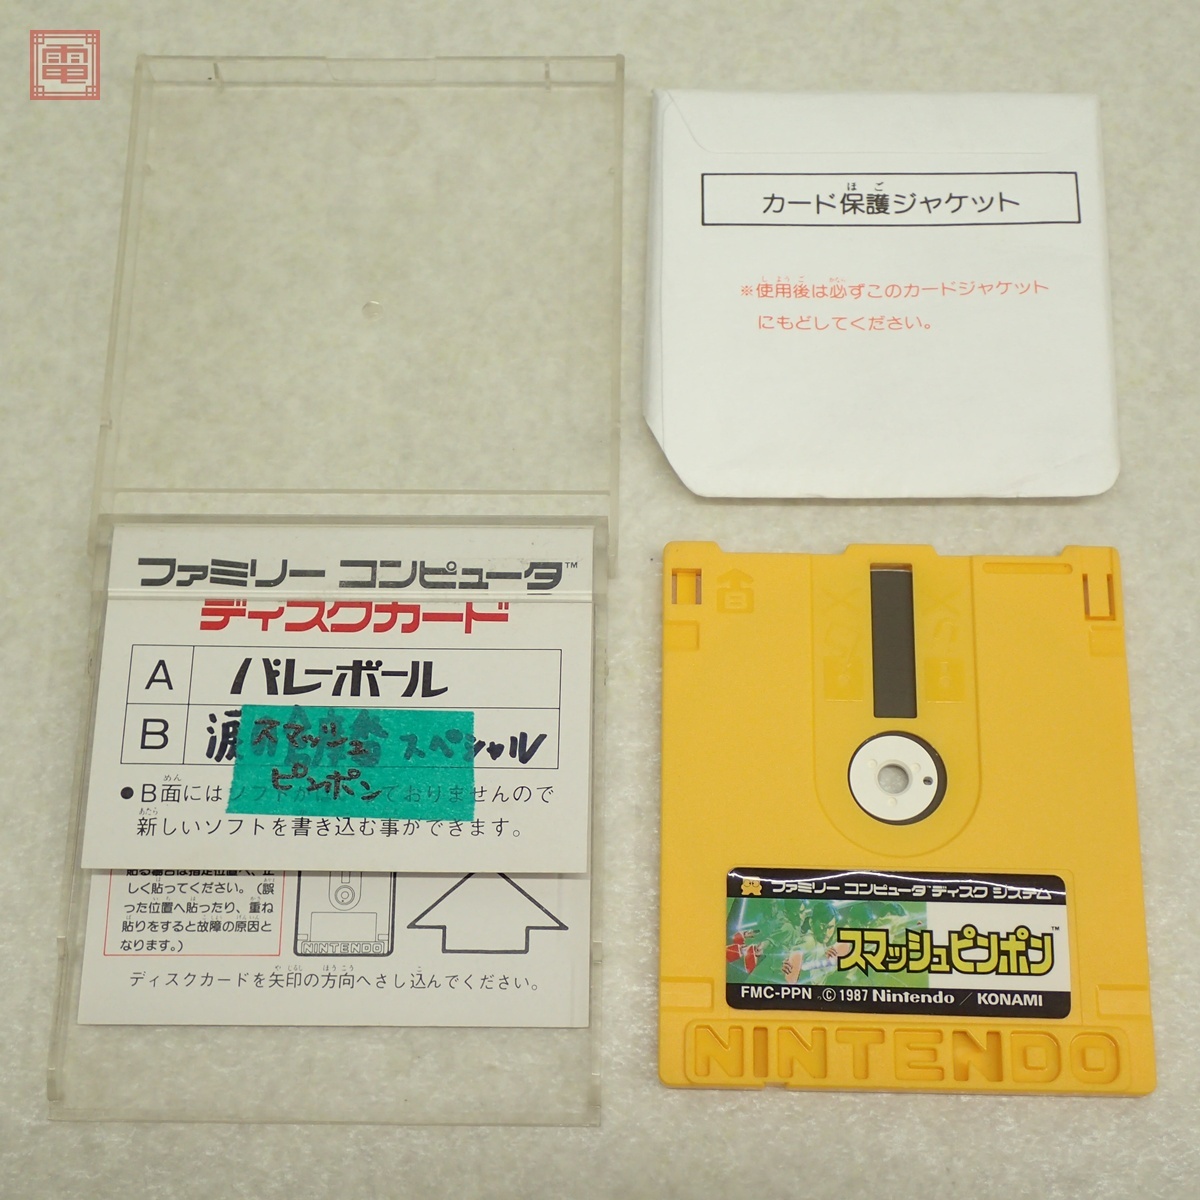 電
カード保護ジャケット
※使用後は必ずこのカードジャケット
にもどしてください。
ファミリー コンピュータ™
ディスクカード
A バレーボール
B スペシャル
スマッシュ
ピンポン
●B面には ておりませんので
新しいソフトを書き込む事ができます。
しく貼ってください。(誤
った位置へ貼ったり、重ね
貼りをすると故障の原因と
なります。)
NINTENDO
ディスクカードを矢印の方向へさし込んでください。
ファミリー コンピュータ ディスク システム
スマッシュピンポン™
FMC-PPN © 1987 Nintendo / KONAMI
NINTENDO